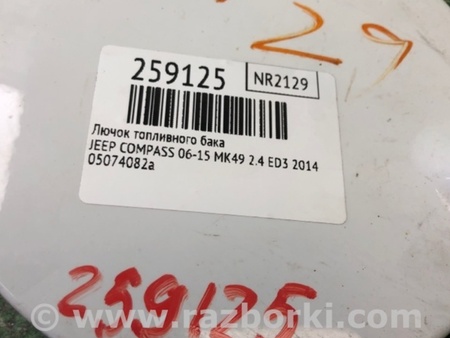 29
259125
NR2129
Лючок топливного бака
JEEP COMPASS 06-15 MK49 2.4 ED3 2014
05074082a
259125
www.razborki.com